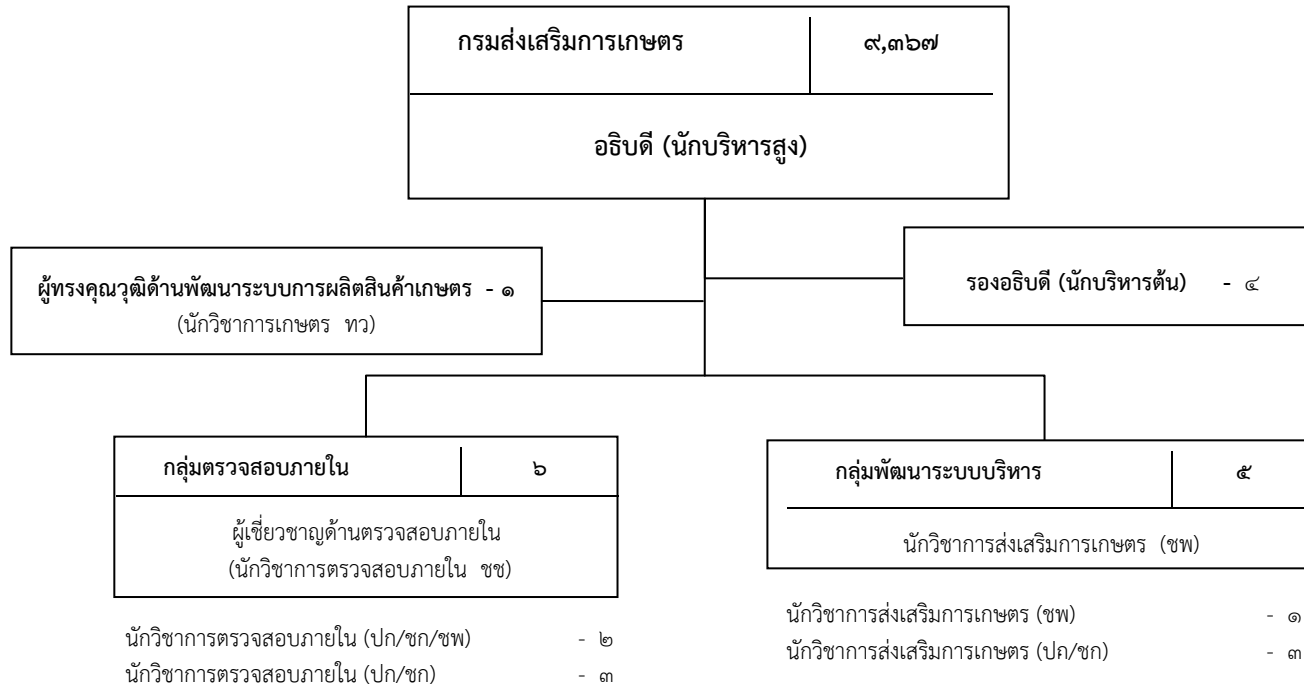 กรมส่งเสริมการเกษตร ๙,๓๖๗
อธิบดี (นักบริหารสูง)
ผู้ทรงคุณวุฒิด้านพัฒนาระบบการผลิตสินค้าเกษตร - ๑
(นักวิชาการเกษตร ทว)
รองอธิบดี (นักบริหารต้น) - ๔
กลุ่มตรวจสอบภายใน ๖
ผู้เชี่ยวชาญด้านตรวจสอบภายใน
(นักวิชาการตรวจสอบภายใน ชช)
นักวิชาการตรวจสอบภายใน (ปก/ชก/ชพ) - ๒
นักวิชาการตรวจสอบภายใน (ปก/ชก) - ๓
กลุ่มพัฒนาระบบบริหาร ๕
นักวิชาการส่งเสริมการเกษตร (ชพ)
นักวิชาการส่งเสริมการเกษตร (ชพ) - ๑
นักวิชาการส่งเสริมการเกษตร (ปก/ชก) - ๓